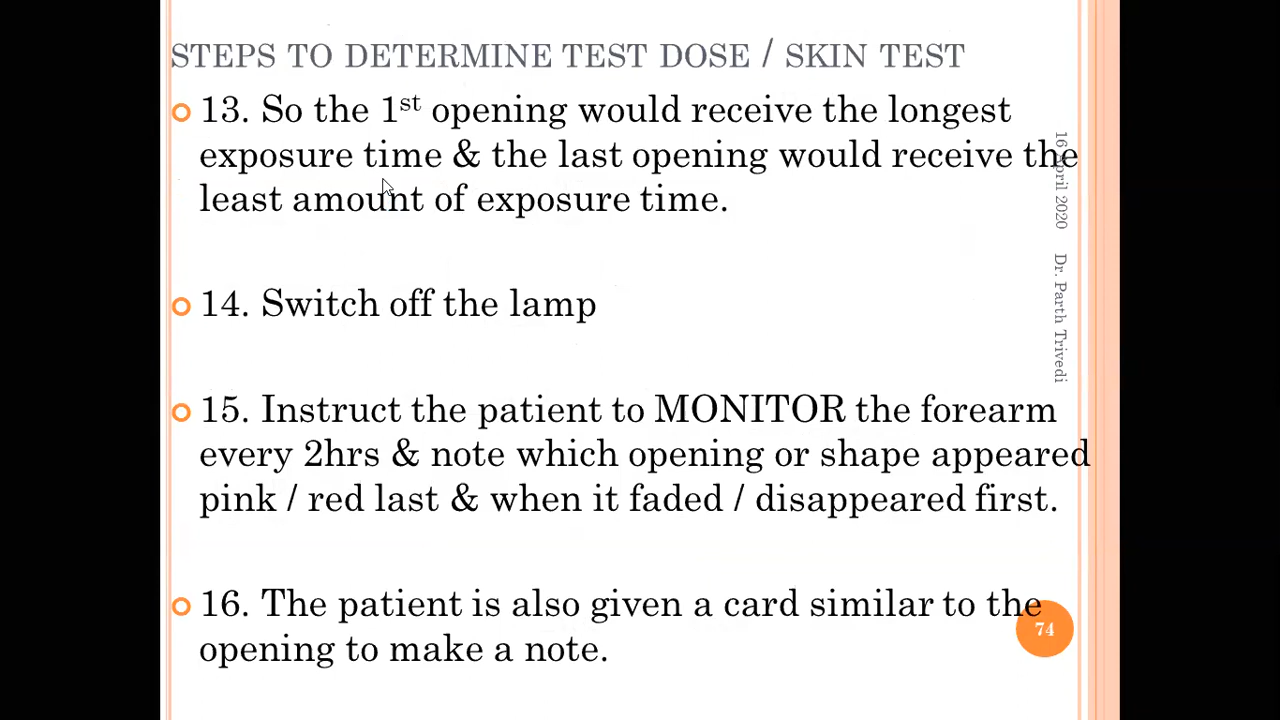 STEPS TO DETERMINE TEST DOSE / SKIN TEST
13. So the 1st opening would receive the longest
exposure time & the last opening would receive the
least amount of exposure time.
14. Switch off the lamp
15. Instruct the patient to MONITOR the forearm
every 2hrs & note which opening or shape appeared
pink / red last & when it faded / disappeared first.
16. The patient is also given a card similar to the
opening to make a note.
16 April 2020
Dr. Parth Trivedi
74